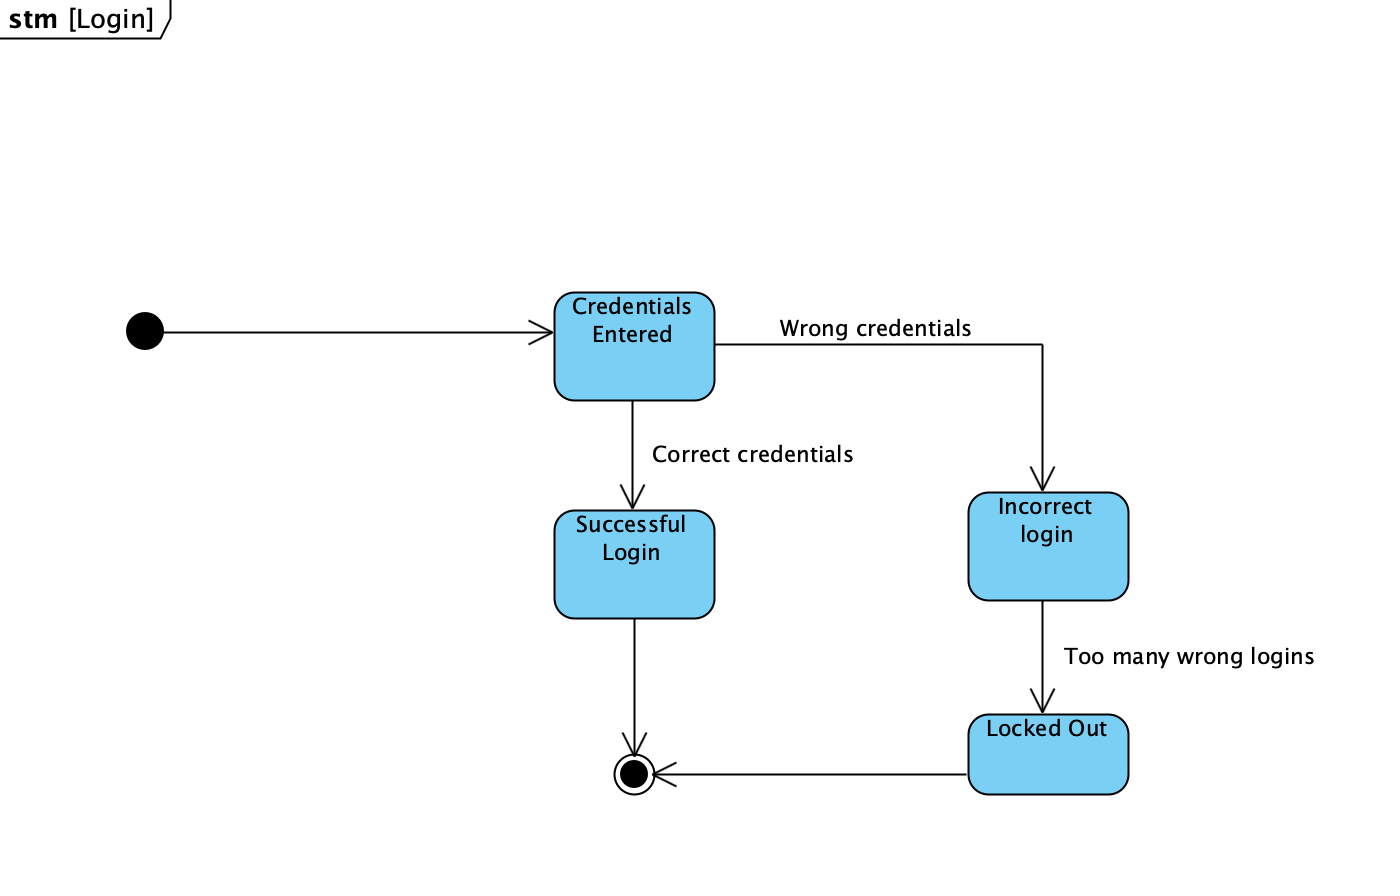 stm [Login]
Credentials
Entered
Wrong credentials
Correct credentials
Successful
Login
Incorrect
login
Too many wrong logins
Locked Out